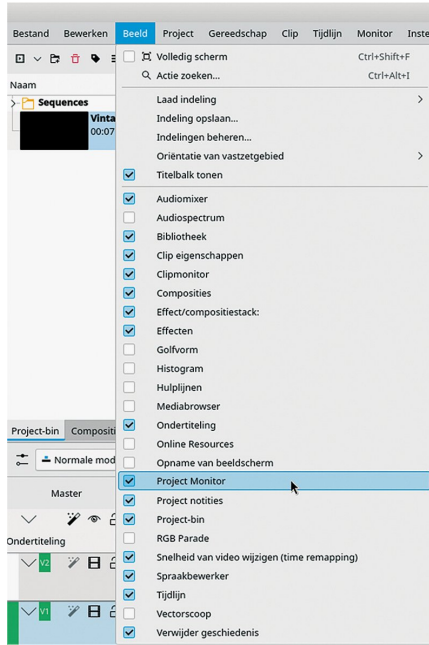 Bestand Bewerken Beeld Project Gereedschap Clip Tijdlijn Monitor Inste
Volledig scherm Ctrl+Shift+F
Actie zoeken... Ctrl+Alt+I
Naam
Laad indeling
Sequences
Indeling opslaan...
Vinta
00:07
Indelingen beheren...
Oriëntatie van vastzetgebied
Titelbalk tonen
Audiomixer
Audiospectrum
Bibliotheek
Clip eigenschappen
Clipmonitor
Composities
Effect/compositiestack:
Effecten
Golfvorm
Histogram
Hulplijnen
Mediabrowser
Project-bin Compositi
Ondertiteling
Online Resources
Normale mod
Opname van beeldscherm
Project Monitor
Master
Project notities
Project-bin
Ondertiteling
RGB Parade
Snelheid van video wijzigen (time remapping)
V2
Spraakbewerker
Tijdlijn
V1
Vectorscoop
Verwijder geschiedenis